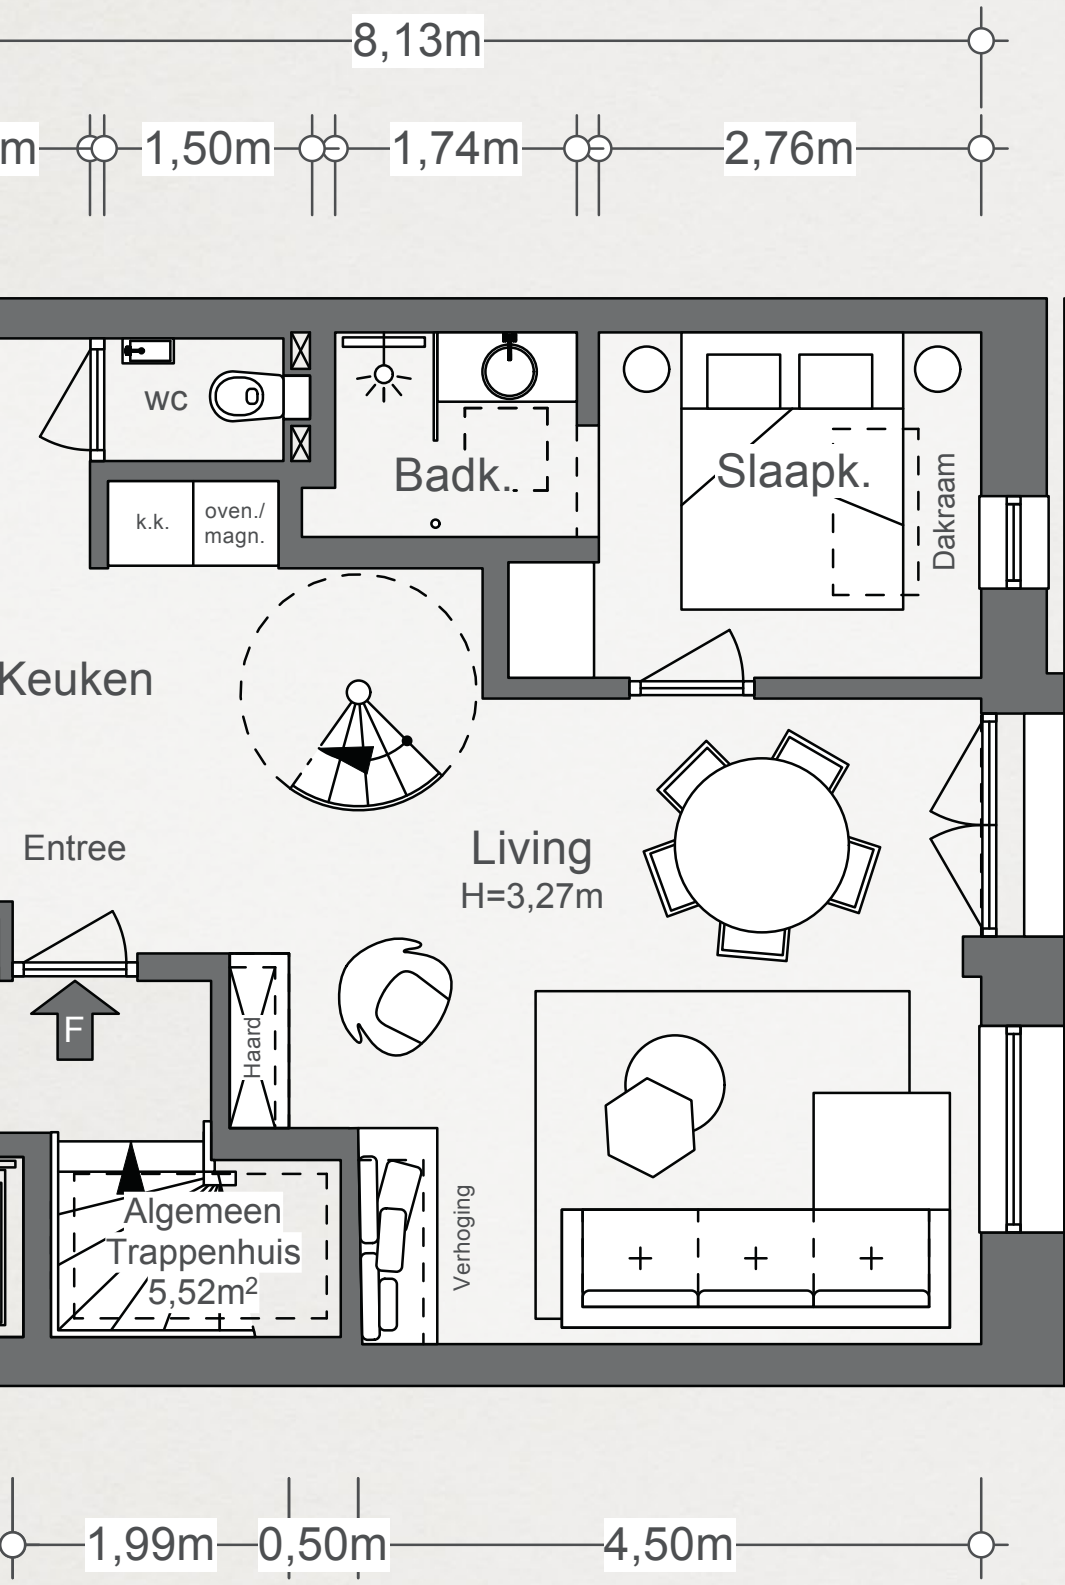 8,13m
m
1,50m
1,74m
2,76m
wc
Badk.
Slaapk.
Dakraam
k.k.
oven./
magn.
Keuken
Entree
Living
H=3,27m
F
Haard
Algemeen
Trappenhuis
5,52m²
Verhoging
1,99m
0,50m
4,50m